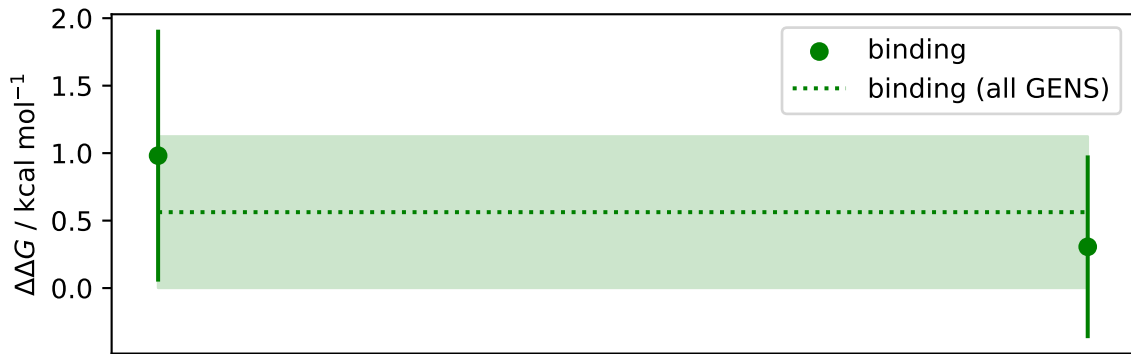 2.0
1.5
1.0
0.5
0.0
ΔΔG / kcal mol⁻¹
binding
binding (all GENS)